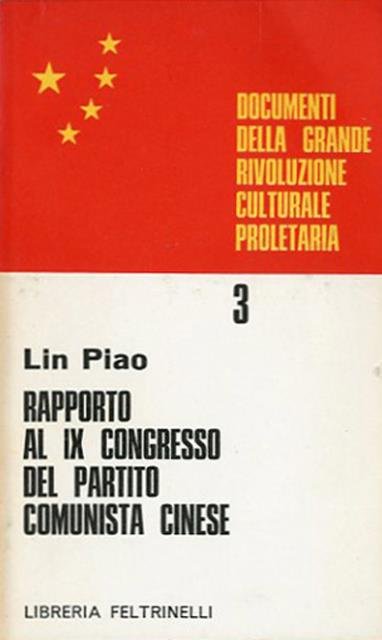 DOCUMENTI
DELLA GRANDE
RIVOLUZIONE
CULTURALE
PROLETARIA
3
Lin Piao
RAPPORTO
AL IX CONGRESSO
DEL PARTITO
COMUNISTA CINESE
LIBRERIA FELTRINELLI